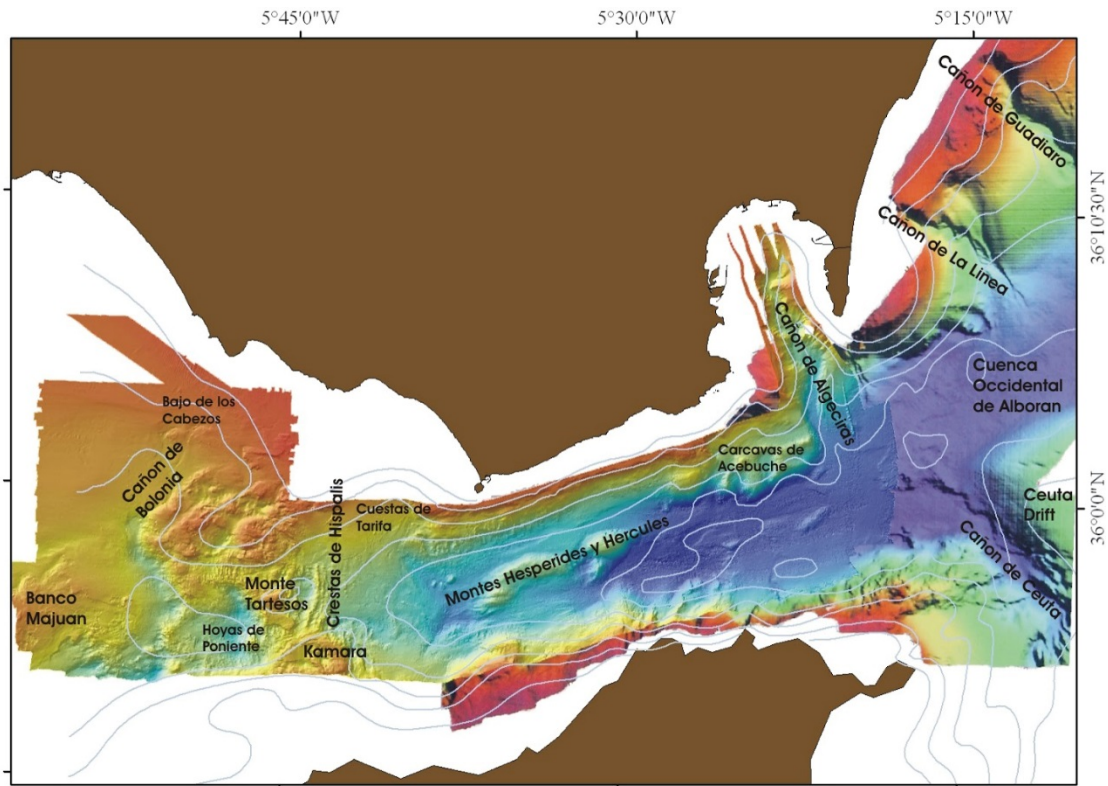 5°45'0"W
5°30'0"W
5°15'0"W
Cañon de Guadiaro
36°10'30"N
Cañon de La Linea
Cañon de Algeciras
Cuenca
Occidental
de Alboran
Bajo de los
Cabezos
Cañon de
Bolonia
Carcavas de
Acebuche
Ceuta
Drift
36°0'0"N
Cuestas de
Tarifa
Crestas de Hispalis
Montes Hesperides y Hercules
Cañon de Ceuta
Banco
Majuan
Monte
Tartesos
Hoyas de
Poniente
Kamara